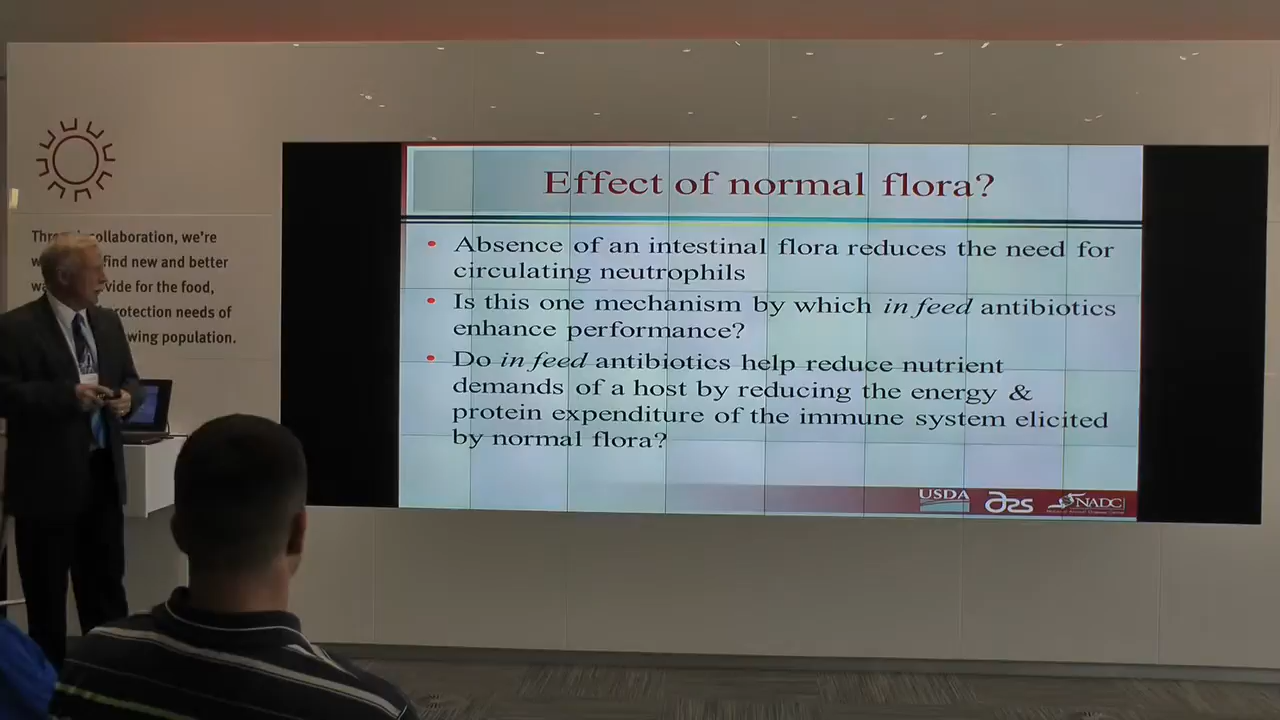 Effect of normal flora?
• Absence of an intestinal flora reduces the need for
circulating neutrophils
• Is this one mechanism by which in feed antibiotics
enhance performance?
• Do in feed antibiotics help reduce nutrient
demands of a host by reducing the energy &
protein expenditure of the immune system elicited
by normal flora?
USDA
ars
NADC
collaboration, we're
find new and better
for the food,
needs of
population.